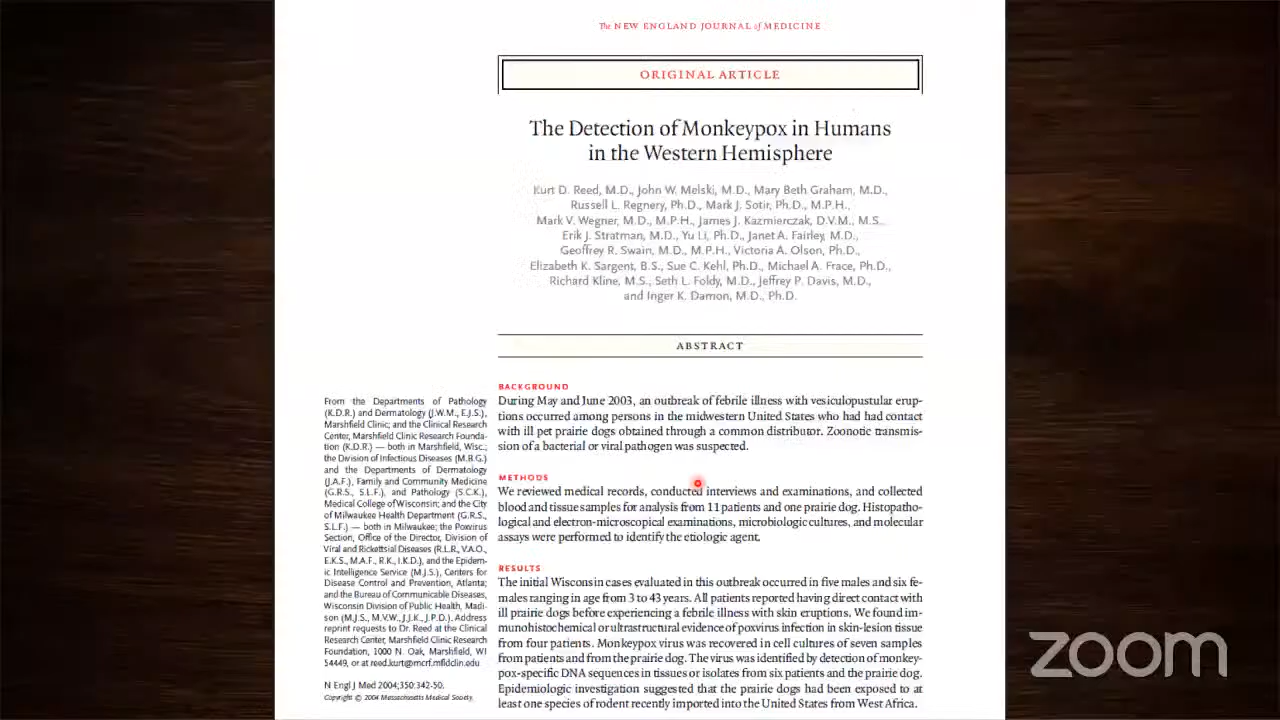 The NEW ENGLAND JOURNAL of MEDICINE
ORIGINAL ARTICLE
The Detection of Monkeypox in Humans
in the Western Hemisphere
Kurt D. Reed, M.D., John W. Melski, M.D., Mary Beth Graham, M.D.,
Russell L. Regnery, Ph.D., Mark J. Sotir, Ph.D., M.P.H.,
Mark V. Wegner, M.D., M.P.H., James J. Kazmierczak, D.V.M., M.S.,
Erik J. Stratman, M.D., Yu Li, Ph.D., Janet A. Fairley, M.D.,
Geoffrey R. Swain, M.D., M.P.H., Victoria A. Olson, Ph.D.,
Elizabeth K. Sargent, B.S., Sue C. Kehl, Ph.D., Michael A. Frace, Ph.D.,
Richard Kline, M.S., Seth L. Foldy, M.D., Jeffrey P. Davis, M.D.,
and Inger K. Damon, M.D., Ph.D.
ABSTRACT
From the Departments of Pathology
(K.D.R.) and Dermatology (J.W.M., E.J.S.),
Marshfield Clinic; and the Clinical Research
Center, Marshfield Clinic Research Founda-
tion (K.D.R.) — both in Marshfield, Wisc.;
the Division of Infectious Diseases (M.B.G.)
and the Departments of Dermatology
(J.A.F.), Family and Community Medicine
(G.R.S., S.L.F.), and Pathology (S.C.K.),
Medical College of Wisconsin; and the City
of Milwaukee Health Department (G.R.S.,
S.L.F.) — both in Milwaukee; the Poxvirus
Section, Office of the Director, Division of
Viral and Rickettsial Diseases (R.L.R., V.A.O.,
E.K.S., M.A.F., R.K., I.K.D.), and the Epidem-
ic Intelligence Service (M.J.S.), Centers for
Disease Control and Prevention, Atlanta;
and the Bureau of Communicable Diseases,
Wisconsin Division of Public Health, Madi-
son (M.J.S., M.V.W., J.J.K., J.P.D.). Address
reprint requests to Dr. Reed at the Clinical
Research Center, Marshfield Clinic Research
Foundation, 1000 N. Oak, Marshfield, WI
54449, or at reed.kurt@mcrf.mfldclin.edu
N Engl J Med 2004;350:342-50.
Copyright © 2004 Massachusetts Medical Society.
BACKGROUND
During May and June 2003, an outbreak of febrile illness with vesiculopustular erup-
tions occurred among persons in the midwestern United States who had had contact
with ill pet prairie dogs obtained through a common distributor. Zoonotic transmis-
sion of a bacterial or viral pathogen was suspected.
METHODS
We reviewed medical records, conducted interviews and examinations, and collected
blood and tissue samples for analysis from 11 patients and one prairie dog. Histopatho-
logical and electron-microscopical examinations, microbiologic cultures, and molecular
assays were performed to identify the etiologic agent.
RESULTS
The initial Wisconsin cases evaluated in this outbreak occurred in five males and six fe-
males ranging in age from 3 to 43 years. All patients reported having direct contact with
ill prairie dogs before experiencing a febrile illness with skin eruptions. We found im-
munohistochemical or ultrastructural evidence of poxvirus infection in skin-lesion tissue
from four patients. Monkeypox virus was recovered in cell cultures of seven samples
from patients and from the prairie dog. The virus was identified by detection of monkey-
pox-specific DNA sequences in tissues or isolates from six patients and the prairie dog.
Epidemiologic investigation suggested that the prairie dogs had been exposed to at
least one species of rodent recently imported into the United States from West Africa.
zoom